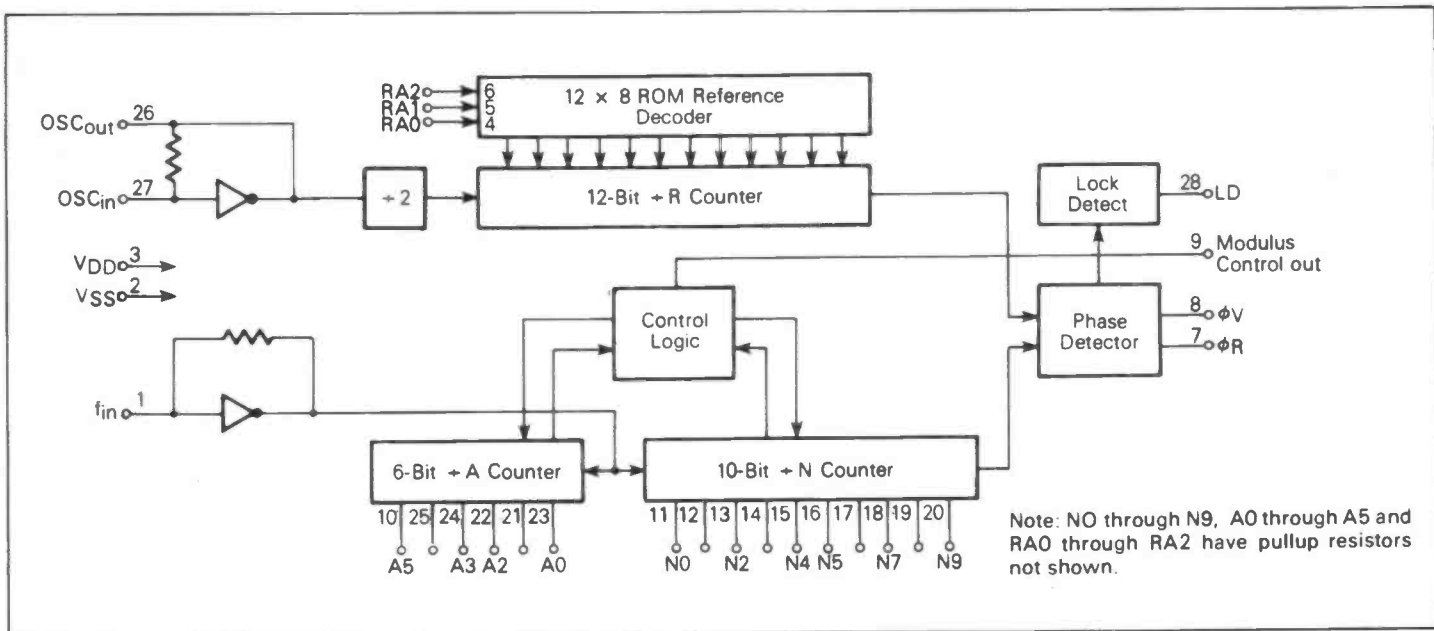 RA2 6
RA1 5
RA0 4
12 × 8 ROM Reference
Decoder
OSCout 26
OSCin 27
÷ 2
12-Bit ÷ R Counter
Lock
Detect
28 LD
VDD 3
VSS 2
9 Modulus
Control out
Control
Logic
Phase
Detector
8 ϕV
7 ϕR
fin 1
6-Bit ÷ A Counter
10-Bit ÷ N Counter
10 25 24 22 21 23
A5 A3 A2 A0
11 12 13 14 15 16 17 18 19 20
N0 N2 N4 N5 N7 N9
Note: NO through N9, A0 through A5 and
RA0 through RA2 have pullup resistors
not shown.